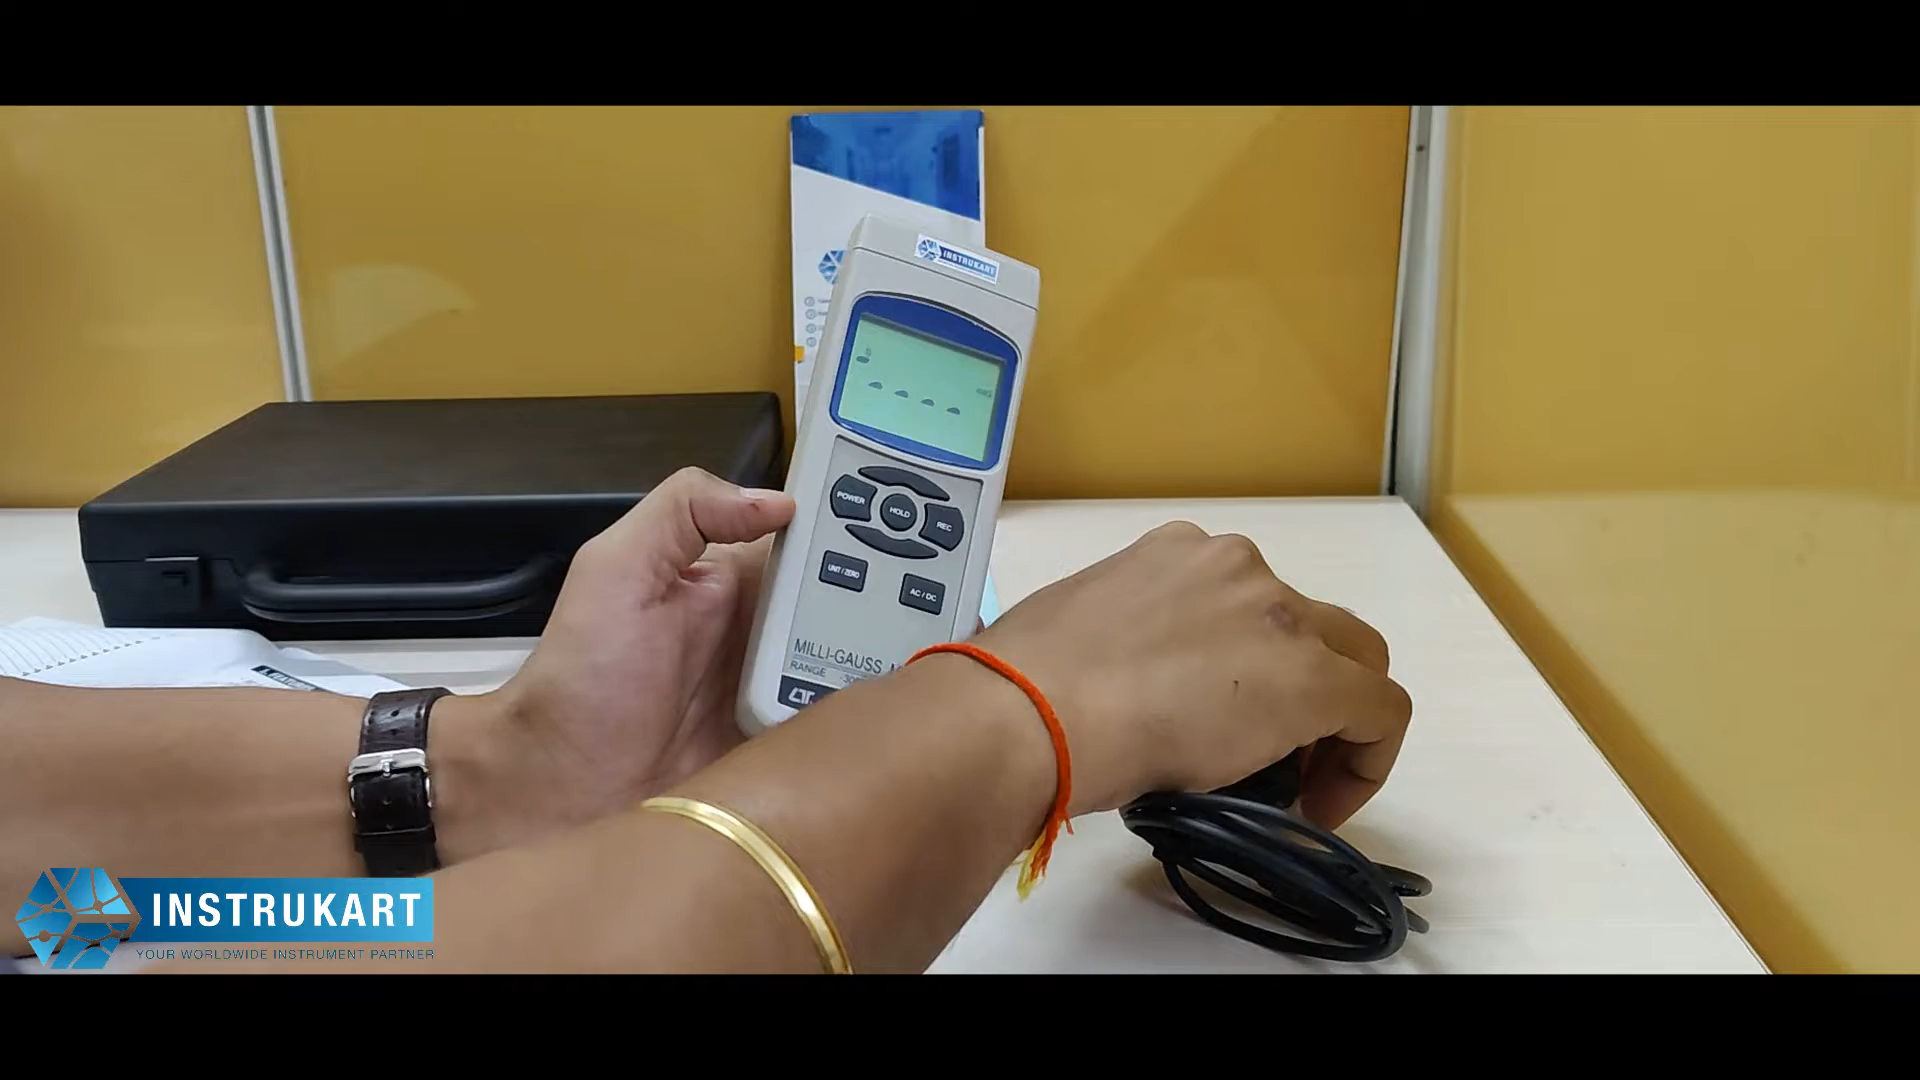 INSTRUKART
POWER
HOLD
REC
UNIT / ZERO
AC / DC
MILLI-GAUSS
RANGE
INSTRUKART
YOUR WORLDWIDE INSTRUMENT PARTNER